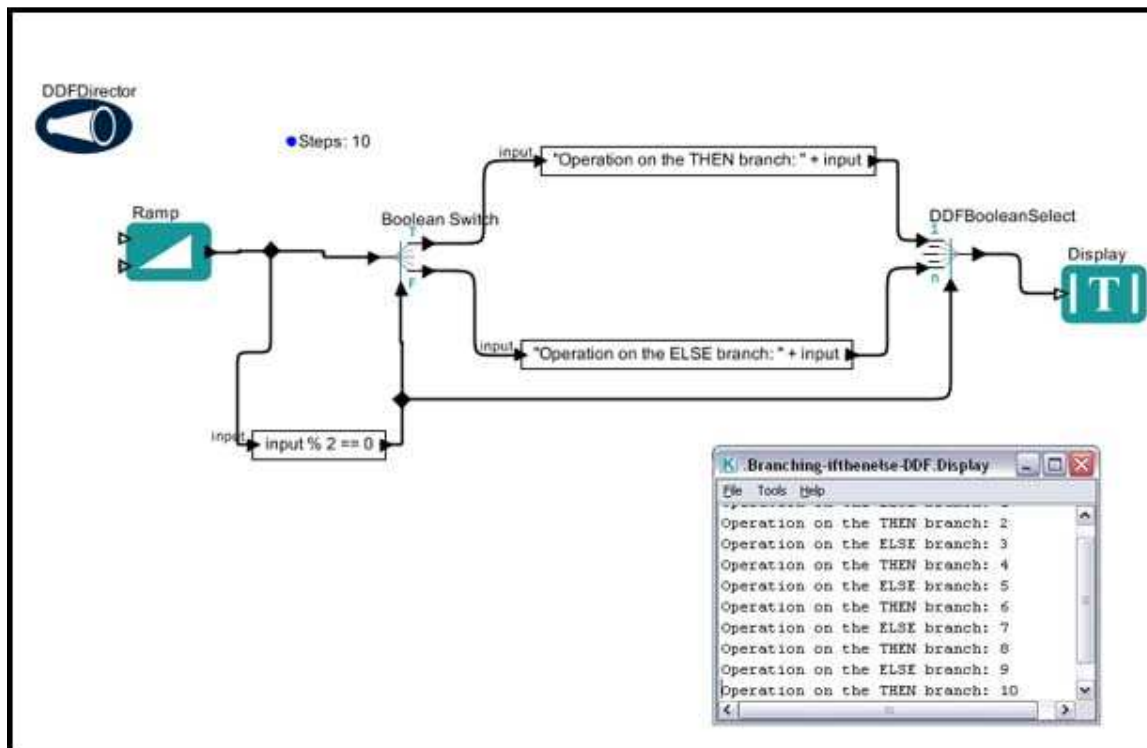 DDFDirector
Steps: 10
input
"Operation on the THEN branch: " + input
Ramp
Boolean Switch
T
F
DDFBooleanSelect
Display
T
input
"Operation on the ELSE branch: " + input
input
input % 2 == 0
.Branching-ifthenelse-DDF.Display
File Tools Help
Operation on the THEN branch: 2
Operation on the ELSE branch: 3
Operation on the THEN branch: 4
Operation on the ELSE branch: 5
Operation on the THEN branch: 6
Operation on the ELSE branch: 7
Operation on the THEN branch: 8
Operation on the ELSE branch: 9
Operation on the THEN branch: 10